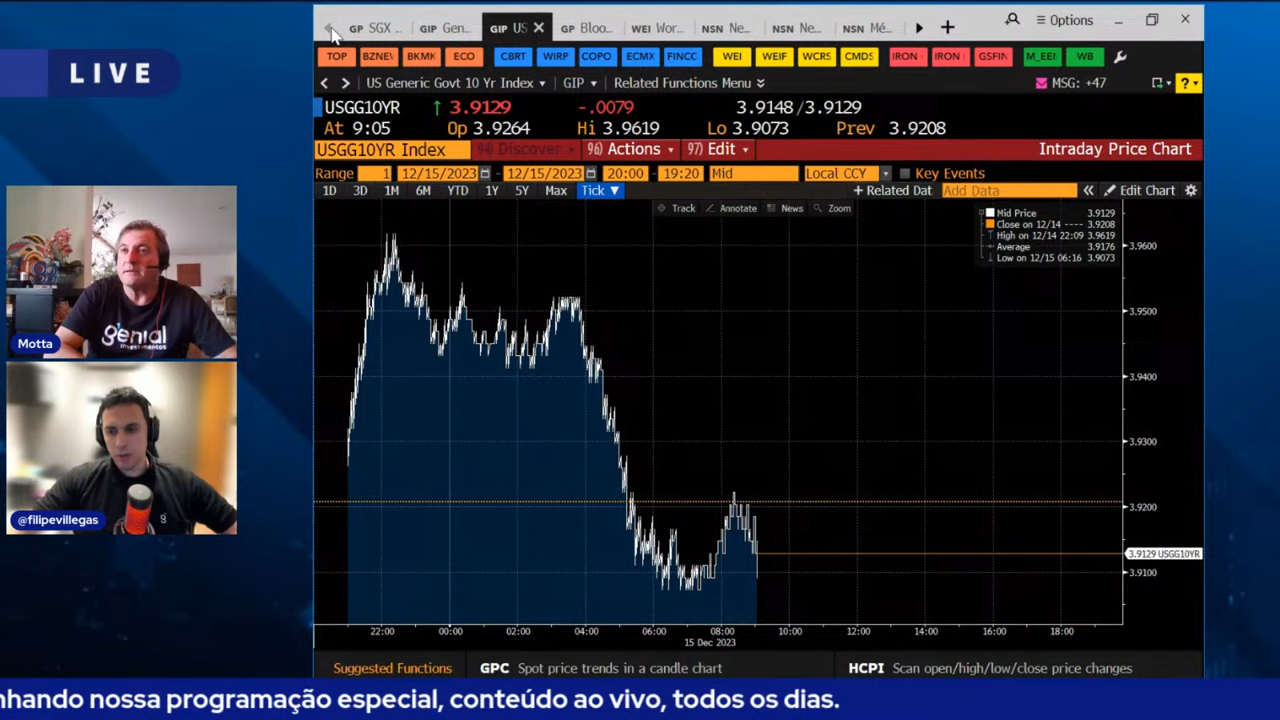 LIVE
GP SGX ...
GIP Gen..
GIP US
GP Bloo..
WEI Wor..
NSN Ne..
NSN Ne..
NSN Mé..
Options
TOP BZNE BKMK ECO CBRT WIRP COPO ECMX FINCC WEI WEIF WCRS CMDS IRON IRON GSFIN M_EEI WB
US Generic Govt 10 Yr Index GIP Related Functions Menu MSG: +47
USGG10YR 3.9129 -.0079 3.9148/3.9129
At 9:05 Op 3.9264 Hi 3.9619 Lo 3.9073 Prev 3.9208
USGG10YR Index 94) Discover 96) Actions 97) Edit Intraday Price Chart
Range 1 12/15/2023 - 12/15/2023 20:00 - 19:20 Mid Local CCY Key Events
1D 3D 1M 6M YTD 1Y 5Y Max Tick + Related Dat Add Data « Edit Chart
Track Annotate News Zoom
Mid Price 3.9129
Close on 12/14 ---- 3.9208
High on 12/14 22:09 3.9619
Average 3.9176
Low on 12/15 06:16 3.9073
3.9600
3.9500
3.9400
3.9300
3.9200
3.9129 USGG10YR
3.9100
22:00 00:00 02:00 04:00 06:00 08:00 10:00 12:00 14:00 16:00 18:00
15 Dec 2023
Suggested Functions GPC Spot price trends in a candle chart HCPI Scan open/high/low/close price changes
genial
investimentos
Motta
@filipevillegas
nhando nossa programação especial, conteúdo ao vivo, todos os dias.